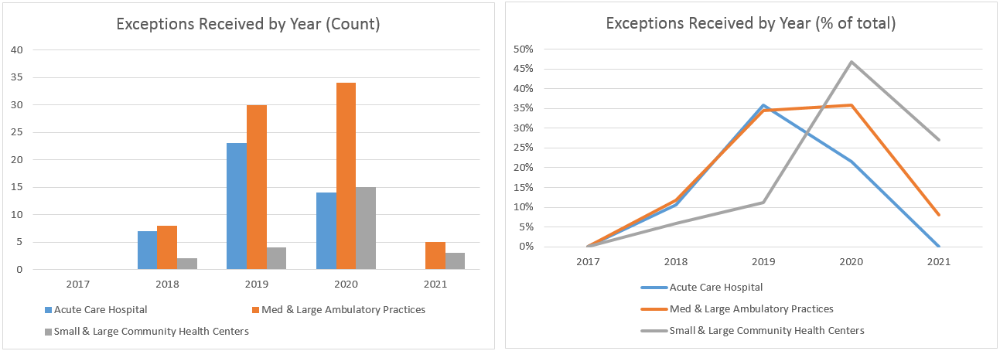 Exceptions Received by Year (Count)
40
35
30
25
20
15
10
5
0
2017 2018 2019 2020 2021
Acute Care Hospital Med & Large Ambulatory Practices
Small & Large Community Health Centers
Exceptions Received by Year (% of total)
50%
45%
40%
35%
30%
25%
20%
15%
10%
5%
0%
2017 2018 2019 2020 2021
Acute Care Hospital
Med & Large Ambulatory Practices
Small & Large Community Health Centers